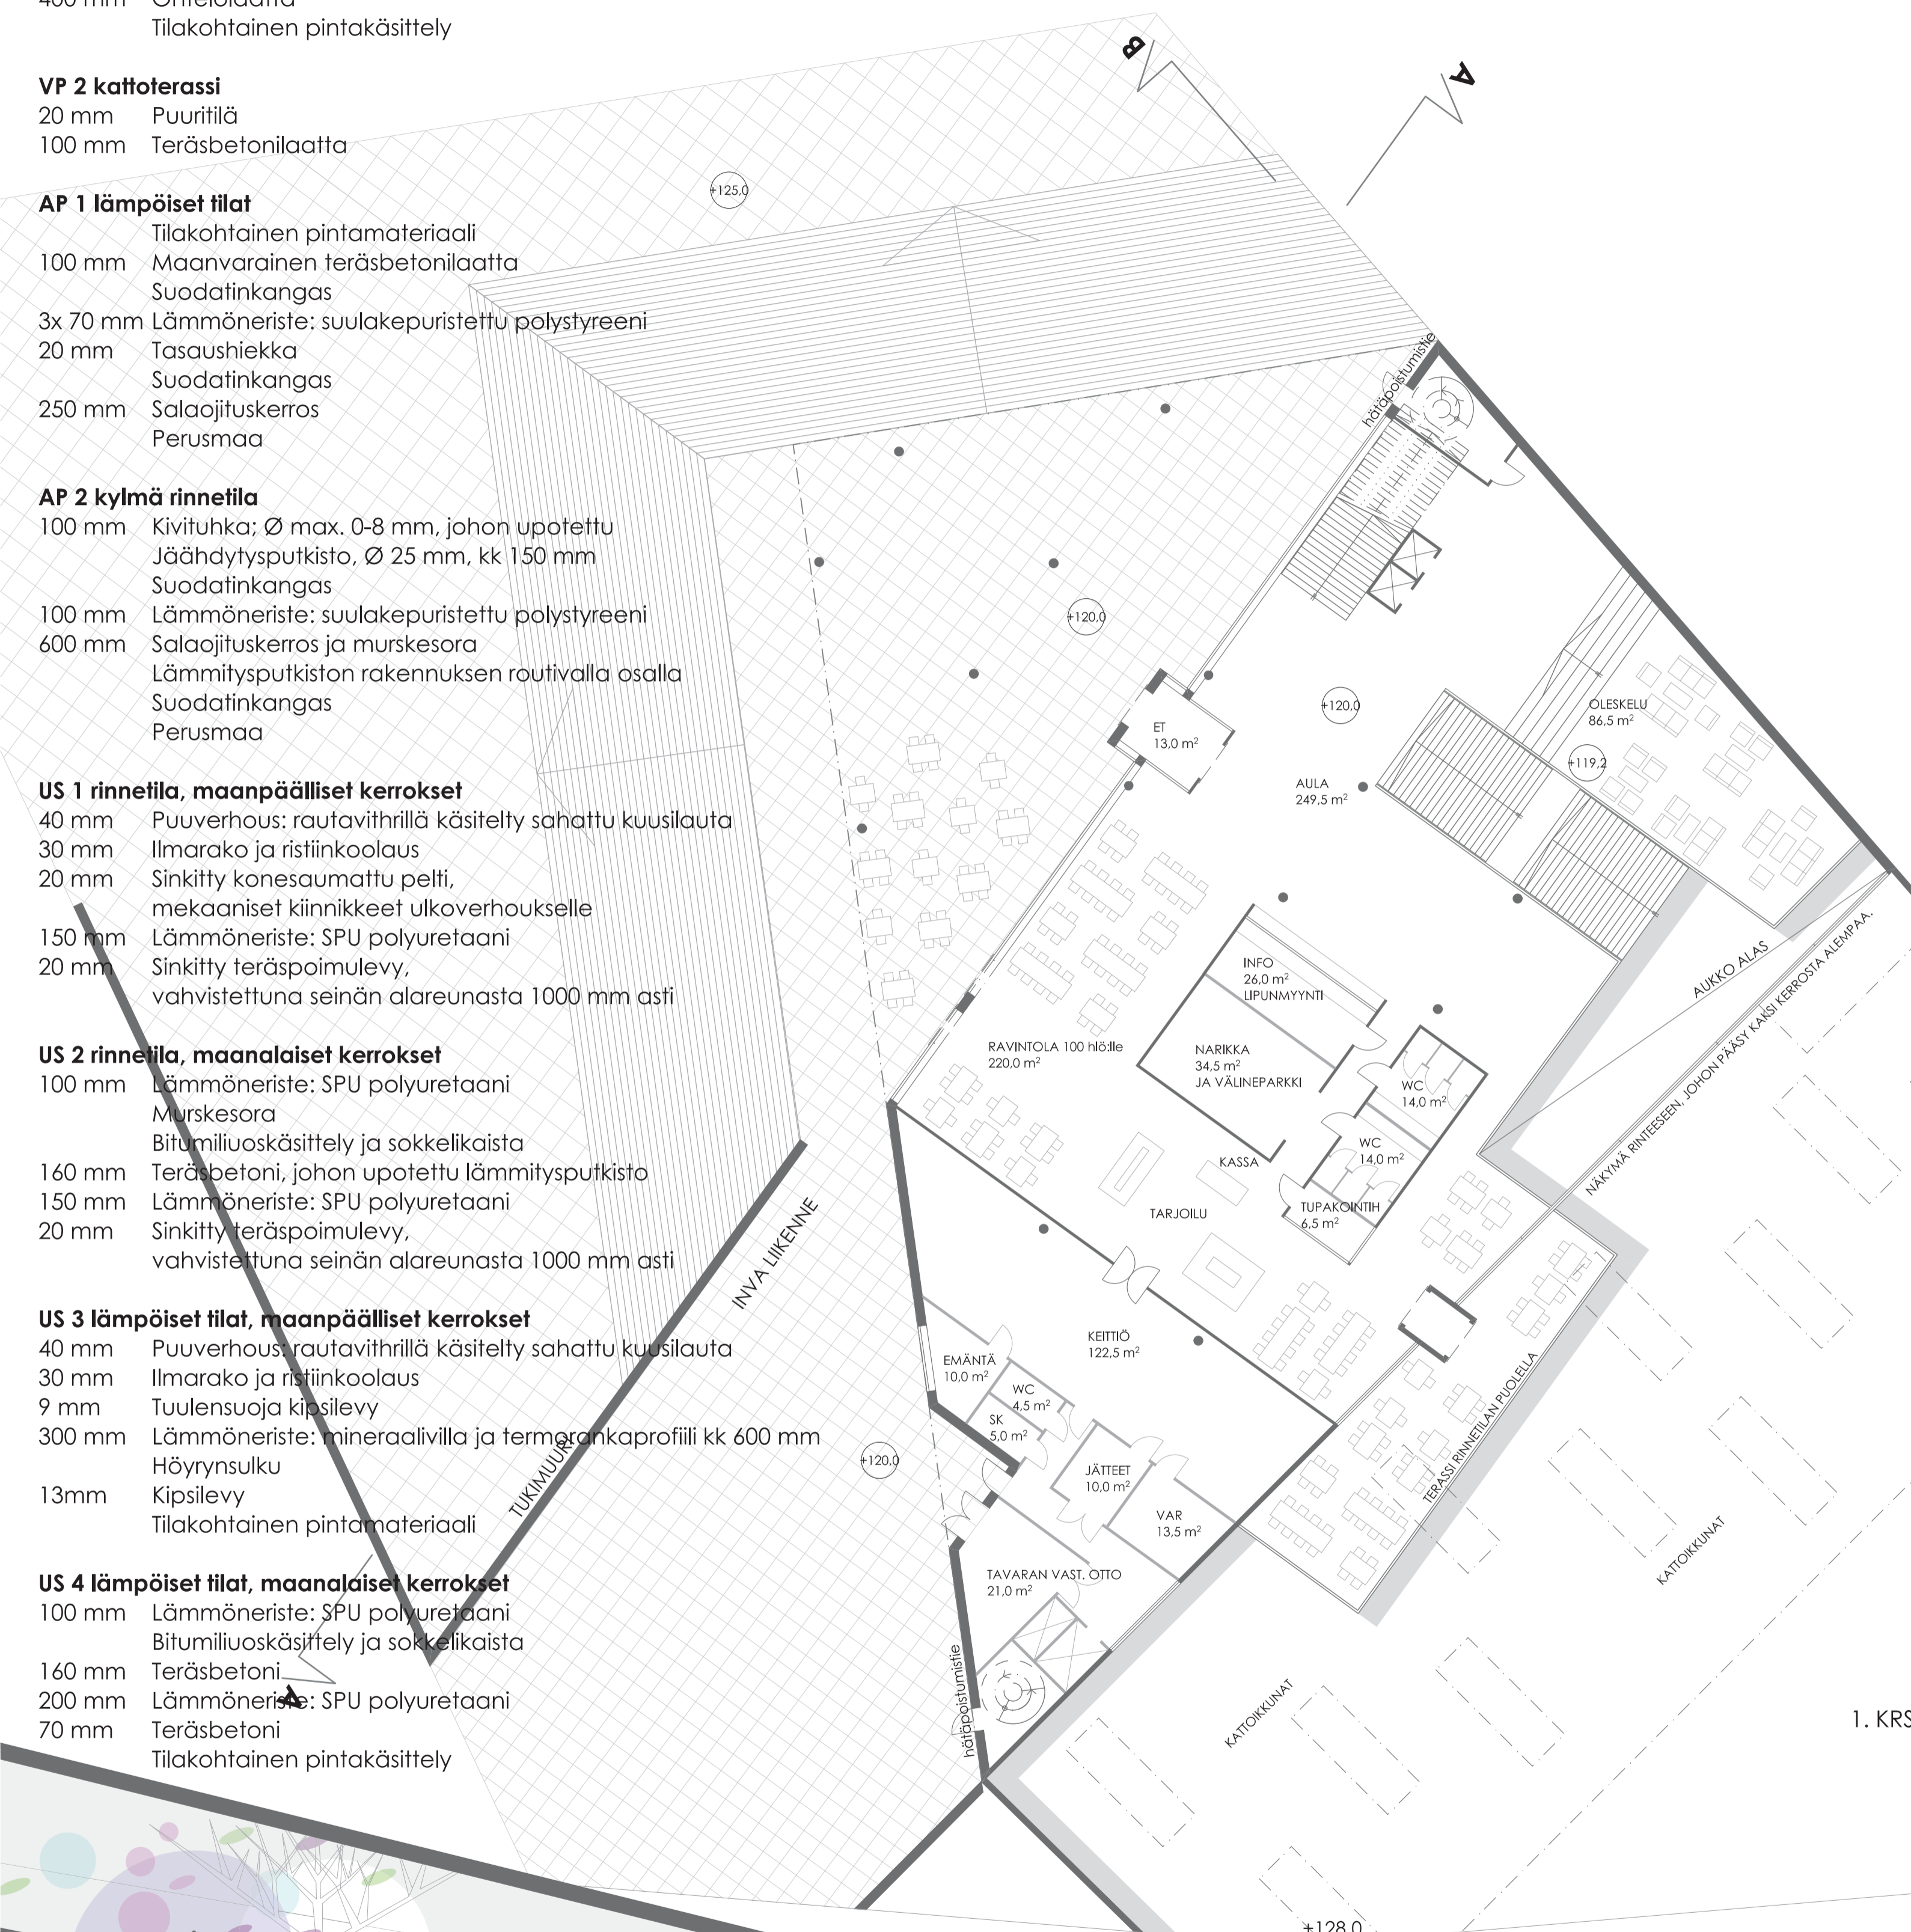 400 mm Ontelolaatta
Tilakohtainen pintakäsittely
VP 2 kattoterassi
20 mm Puuritilä
100 mm Teräsbetonilaatta
AP 1 lämpöiset tilat
Tilakohtainen pintamateriaali
100 mm Maanvarainen teräsbetonilaatta
Suodatinkangas
3x 70 mm Lämmöneriste: suulakepuristettu polystyreeni
20 mm Tasaushiekka
Suodatinkangas
250 mm Salaojituskerros
Perusmaa
AP 2 kylmä rinnetila
100 mm Kivituhka; Ø max. 0-8 mm, johon upotettu
Jäähdytysputkisto, Ø 25 mm, kk 150 mm
Suodatinkangas
100 mm Lämmöneriste: suulakepuristettu polystyreeni
600 mm Salaojituskerros ja murskesora
Lämmitysputkiston rakennuksen routivalla osalla
Suodatinkangas
Perusmaa
US 1 rinnetila, maanpäälliset kerrokset
40 mm Puuverhous: rautavithrillä käsitelty sahattu kuusilauta
30 mm Ilmarako ja ristiinkoolaus
20 mm Sinkitty konesaumattu pelti,
mekaaniset kiinnikkeet ulkoverhoukselle
150 mm Lämmöneriste: SPU polyuretaani
20 mm Sinkitty teräspoimulevy,
vahvistettuna seinän alareunasta 1000 mm asti
US 2 rinnetila, maanalaiset kerrokset
100 mm Lämmöneriste: SPU polyuretaani
Murskesora
Bitumiliuoskäsittely ja sokkelikaista
160 mm Teräsbetoni, johon upotettu lämmitysputkisto
150 mm Lämmöneriste: SPU polyuretaani
20 mm Sinkitty teräspoimulevy,
vahvistettuna seinän alareunasta 1000 mm asti
US 3 lämpöiset tilat, maanpäälliset kerrokset
40 mm Puuverhous: rautavithrillä käsitelty sahattu kuusilauta
30 mm Ilmarako ja ristiinkoolaus
9 mm Tuulensuoja kipsilevy
300 mm Lämmöneriste: mineraalivilla ja termorankaprofiili kk 600 mm
Höyrynsulku
13mm Kipsilevy
Tilakohtainen pintamateriaali
US 4 lämpöiset tilat, maanalaiset kerrokset
100 mm Lämmöneriste: SPU polyuretaani
Bitumiliuoskäsittely ja sokkelikaista
160 mm Teräsbetoni
200 mm Lämmöneriste: SPU polyuretaani
70 mm Teräsbetoni
Tilakohtainen pintakäsittely
B
A
+125,0
hätäpoistumistie
+120,0
ET
13,0 m²
+120,0
OLESKELU
86,5 m²
+119,2
AULA
249,5 m²
INFO
26,0 m²
LIPUNMYYNTI
AUKKO ALAS
NÄKYMÄ RINTEESEEN, JOHON PÄÄSY KAKSI KERROSTA ALEMPAA.
RAVINTOLA 100 hlö:lle
220,0 m²
NARIKKA
34,5 m²
JA VÄLINEPARKKI
WC
14,0 m²
WC
14,0 m²
KASSA
TUPAKOINTIH
6,5 m²
TARJOILU
INVA LIIKENNE
KEITTIÖ
122,5 m²
EMÄNTÄ
10,0 m²
WC
4,5 m²
SK
5,0 m²
TERASSI RINNETILAN PUOLELLA
TUKIMUURI
+120,0
JÄTTEET
10,0 m²
VAR
13,5 m²
KATTOIKKUNAT
TAVARAN VAST. OTTO
21,0 m²
hätäpoistumistie
KATTOIKKUNAT
A
1. KRS
+128,0